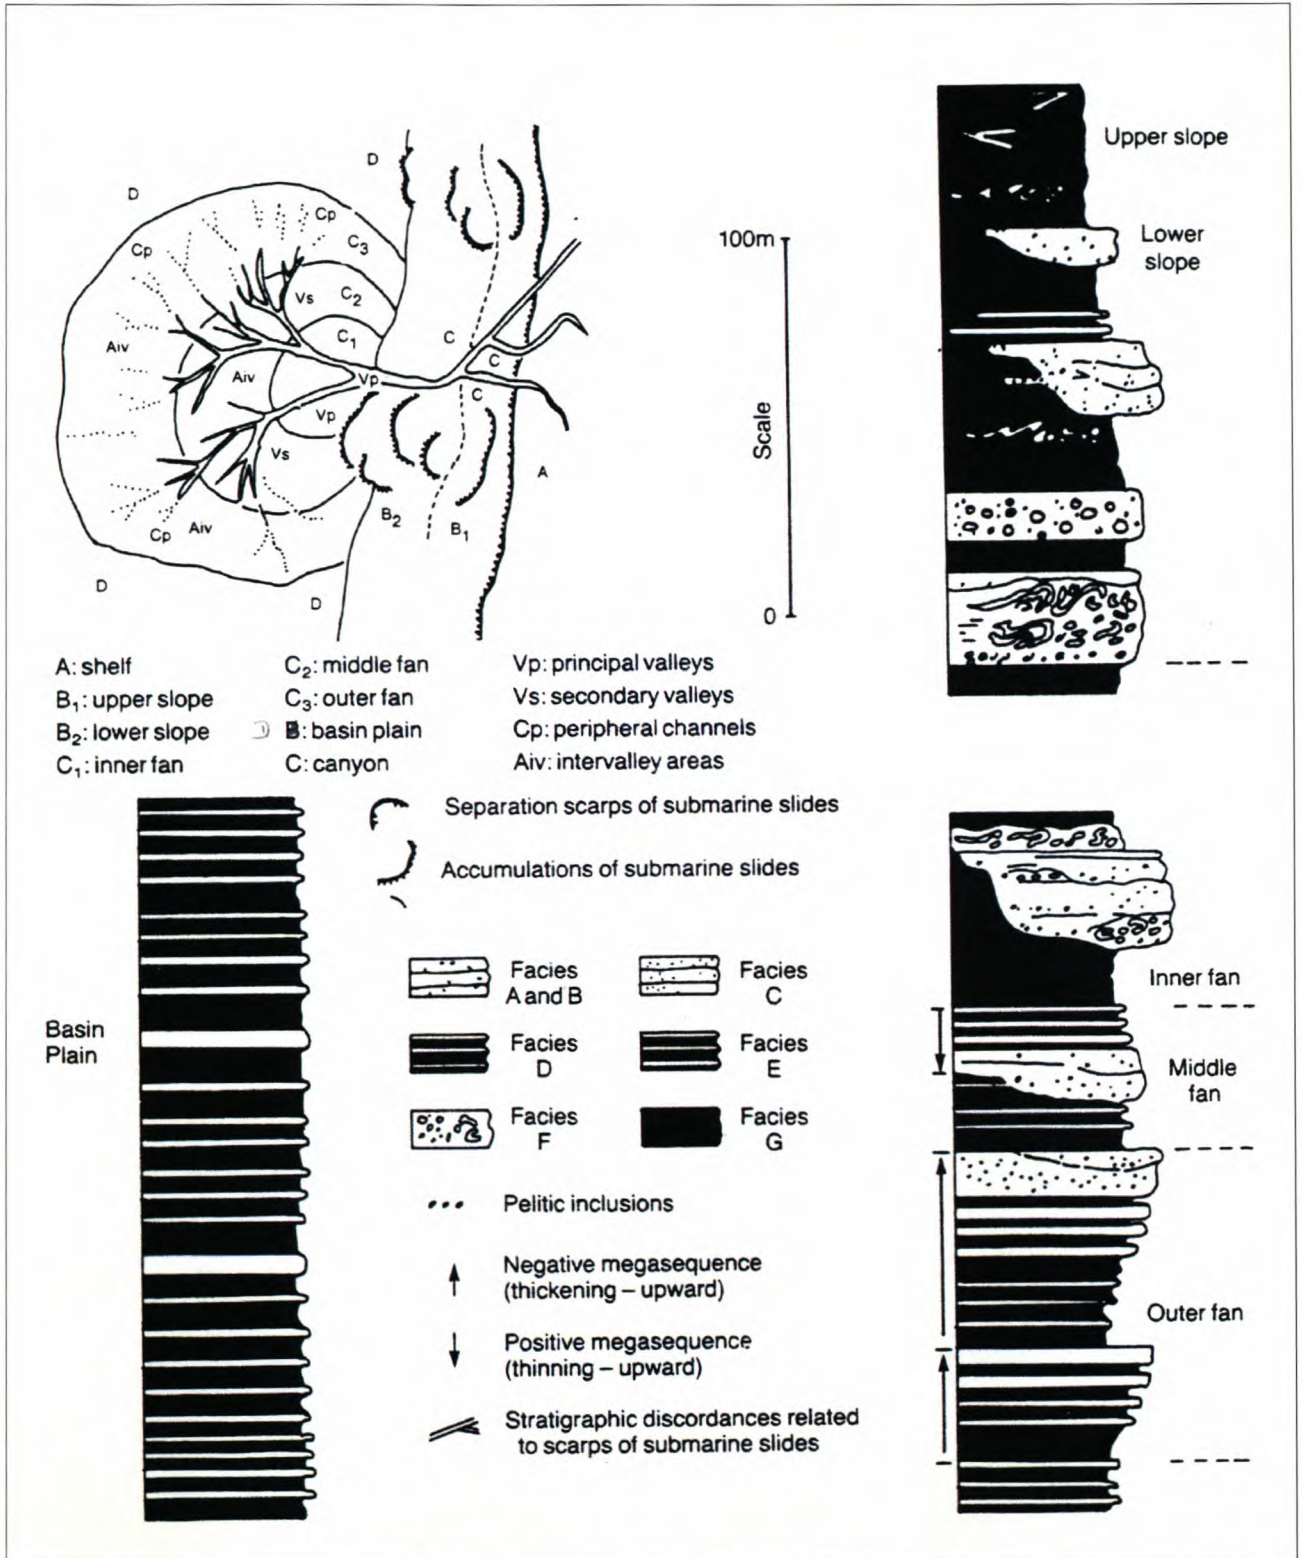 D
D
Cp
C3
Cp
Vs
C2
C1
C
Aiv
Aiv
Vp
C
C
Vp
Vs
A
B2
B1
Cp
Aiv
D
D
100m
Scale
0
Upper slope
Lower
slope
A: shelf
B1: upper slope
B2: lower slope
C1: inner fan
C2: middle fan
C3: outer fan
D B: basin plain
C: canyon
Vp: principal valleys
Vs: secondary valleys
Cp: peripheral channels
Aiv: intervalley areas
Separation scarps of submarine slides
Accumulations of submarine slides
Basin
Plain
Facies
A and B
Facies
C
Facies
D
Facies
E
Facies
F
Facies
G
Pelitic inclusions
Negative megasequence
(thickening – upward)
Positive megasequence
(thinning – upward)
Stratigraphic discordances related
to scarps of submarine slides
Inner fan
Middle
fan
Outer fan